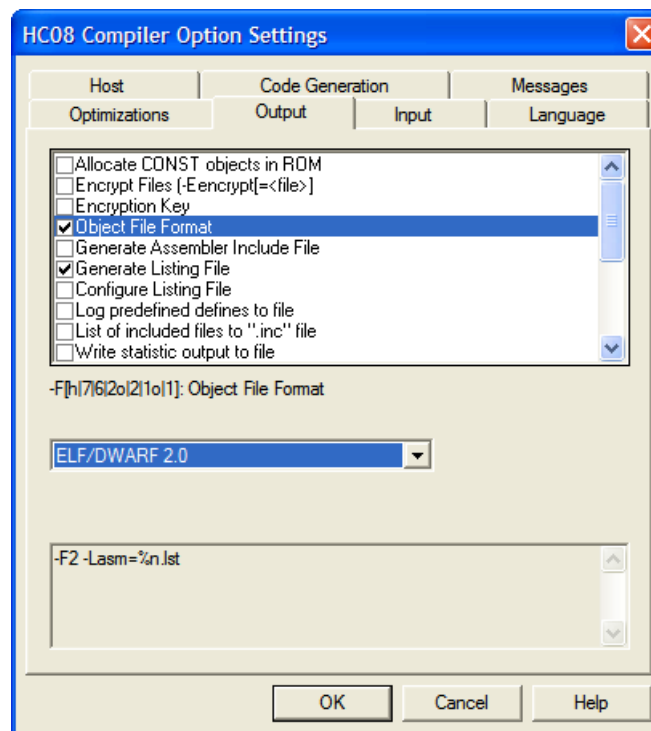 HC08 Compiler Option Settings
Host Code Generation Messages
Optimizations Output Input Language
Allocate CONST objects in ROM
Encrypt Files (-Eencrypt[=<file>]
Encryption Key
Object File Format
Generate Assembler Include File
Generate Listing File
Configure Listing File
Log predefined defines to file
List of included files to ".inc" file
Write statistic output to file
-F[h|7|6|2o|2|1o|1]: Object File Format
ELF/DWARF 2.0
-F2 -Lasm=%n.lst
OK Cancel Help